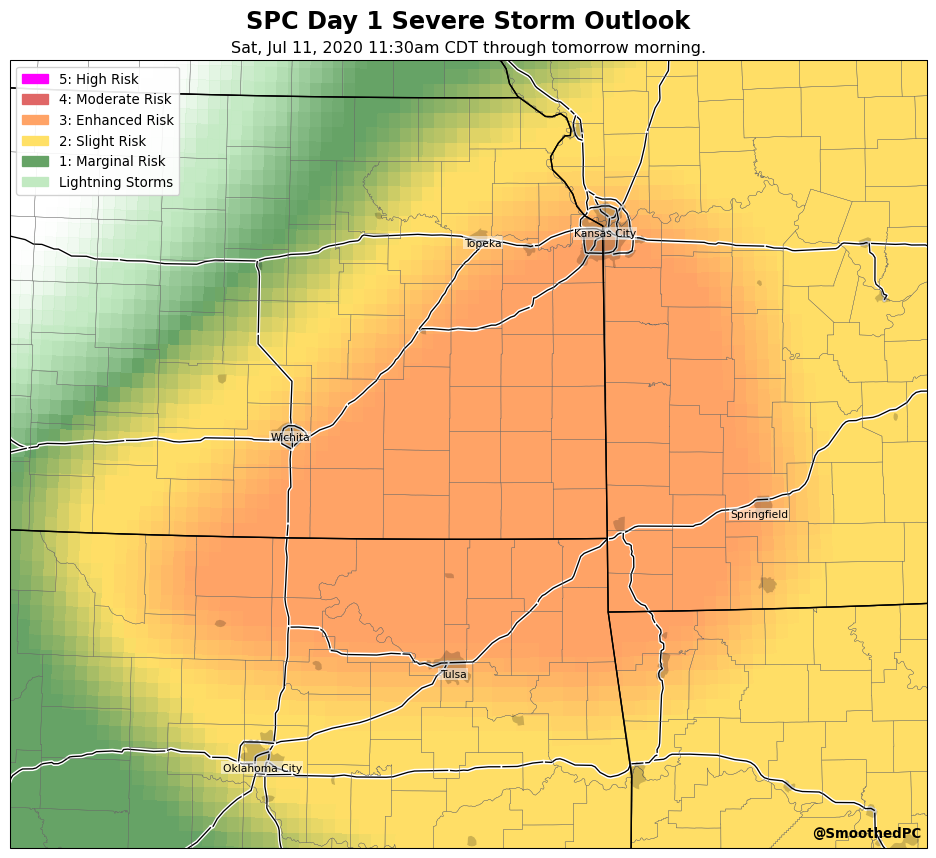 SPC Day 1 Severe Storm Outlook
Sat, Jul 11, 2020 11:30am CDT through tomorrow morning.
5: High Risk
4: Moderate Risk
3: Enhanced Risk
2: Slight Risk
1: Marginal Risk
Lightning Storms
Kansas City
Topeka
Wichita
Springfield
Tulsa
Oklahoma City
@SmoothedPC